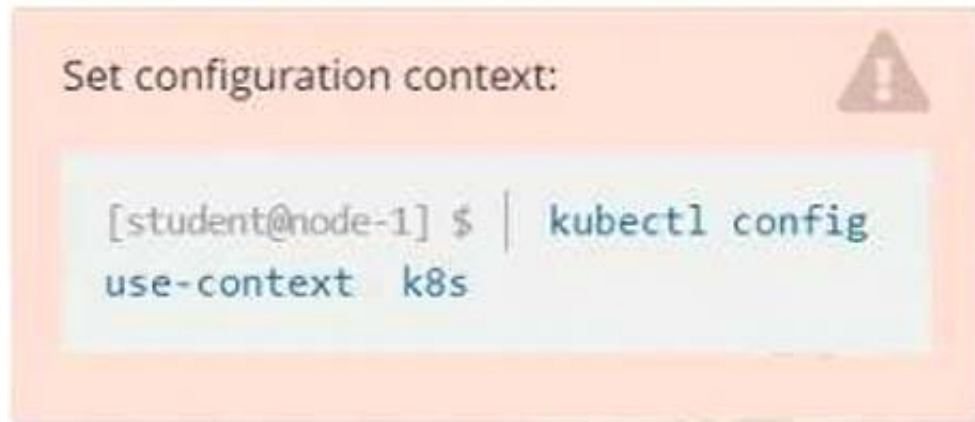 Set configuration context:
[student@node-1] $ | kubectl config
use-context k8s